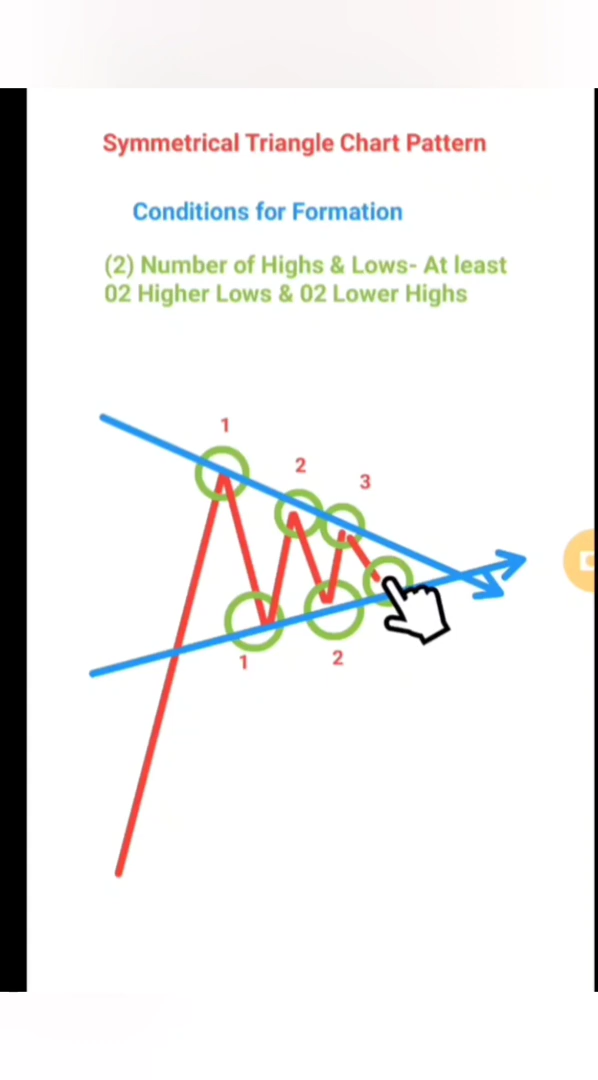 Symmetrical Triangle Chart Pattern
Conditions for Formation
(2) Number of Highs & Lows- At least
02 Higher Lows & 02 Lower Highs
1
2
3
1
2